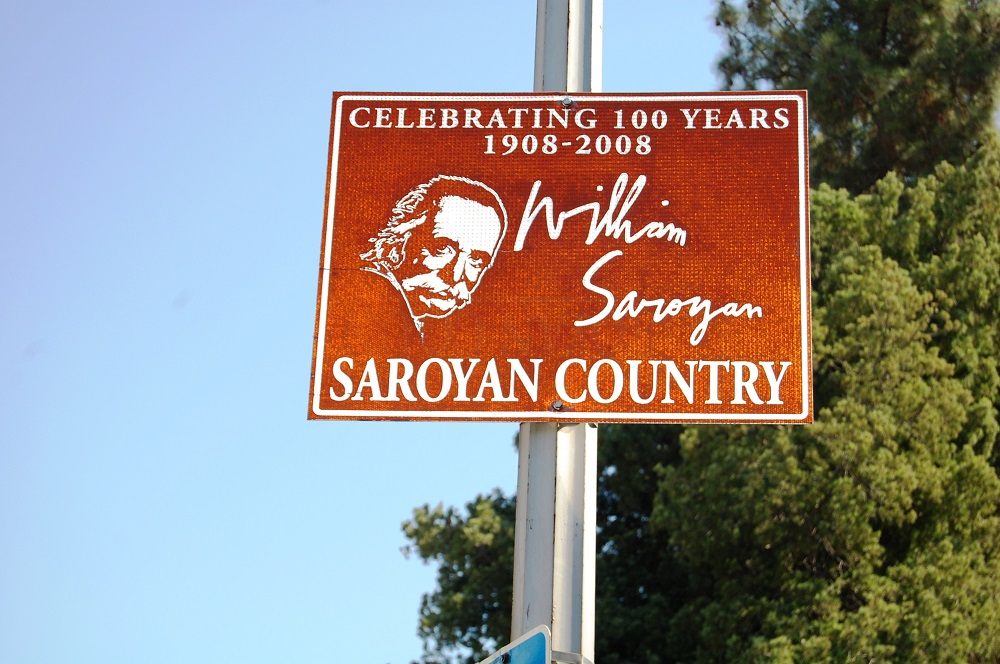 CELEBRATING 100 YEARS
1908-2008
William
Saroyan
SAROYAN COUNTRY